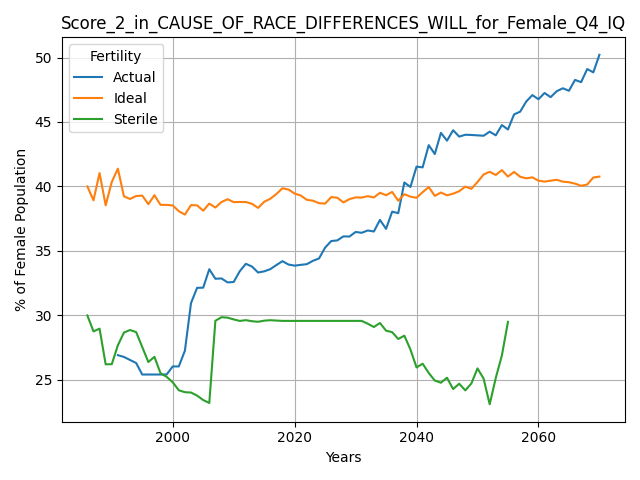 Score_2_in_CAUSE_OF_RACE_DIFFERENCES_WILL_for_Female_Q4_IQ
Fertility
Actual
Ideal
Sterile
% of Female Population
50
45
40
35
30
25
2000
2020
2040
2060
Years